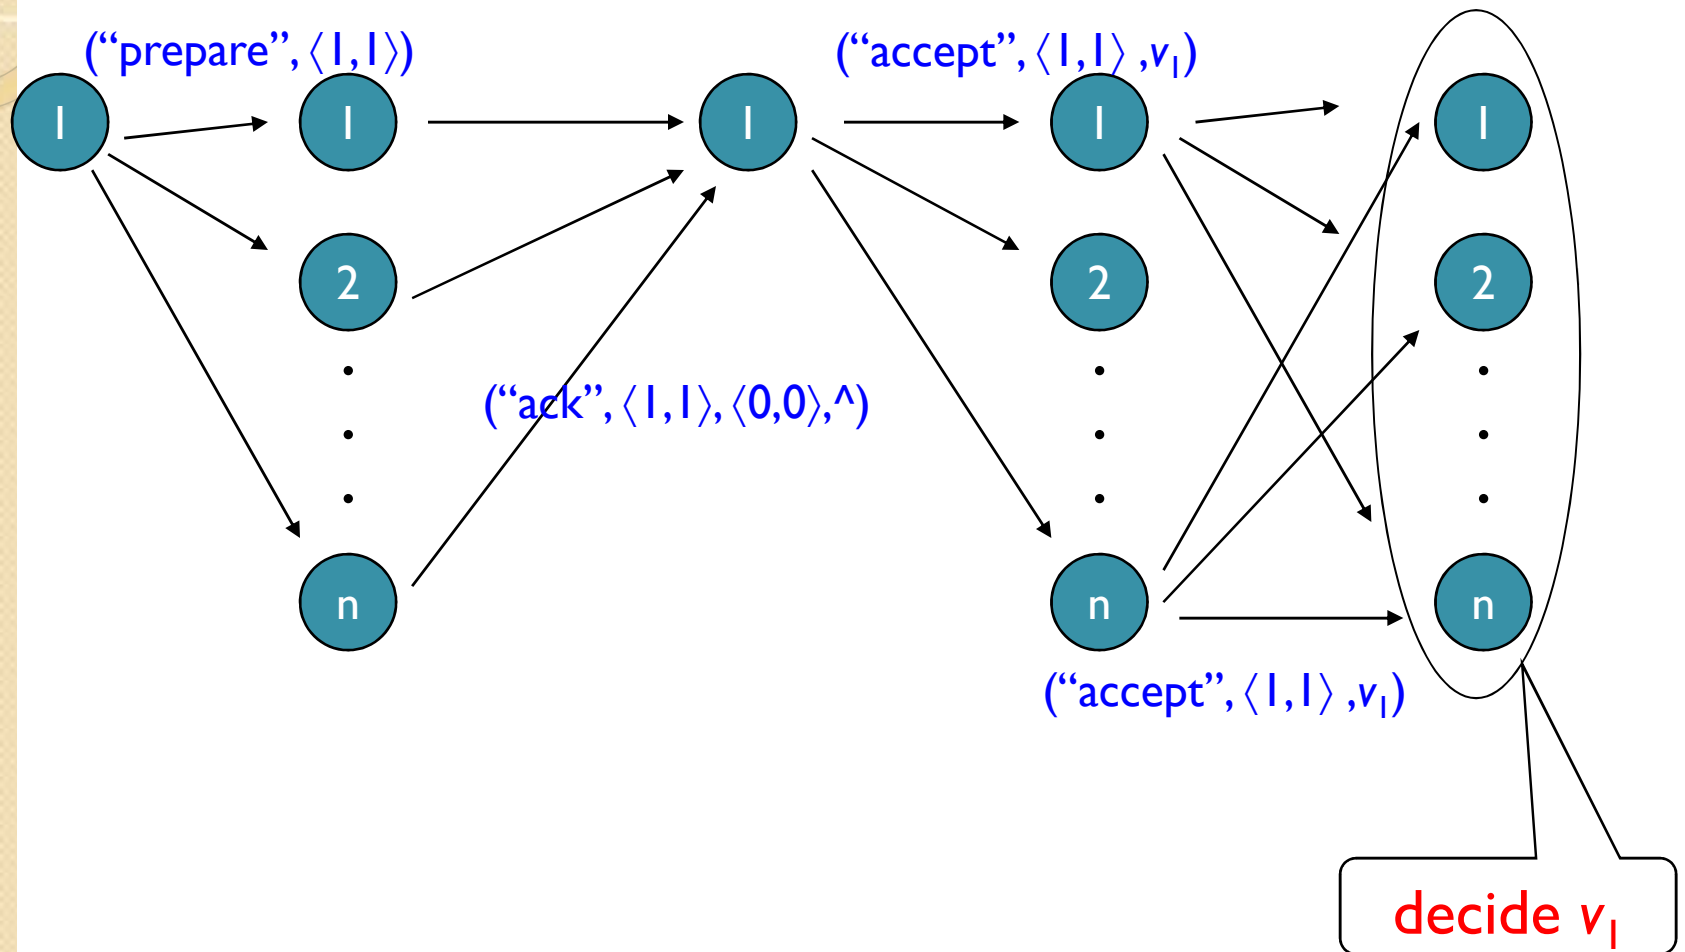 (“prepare”, ⟨1,1⟩)
(“accept”, ⟨1,1⟩ ,v₁)
1
1
1
1
1
2
2
2
(“ack”, ⟨1,1⟩, ⟨0,0⟩,^)
n
n
n
(“accept”, ⟨1,1⟩ ,v₁)
decide v₁